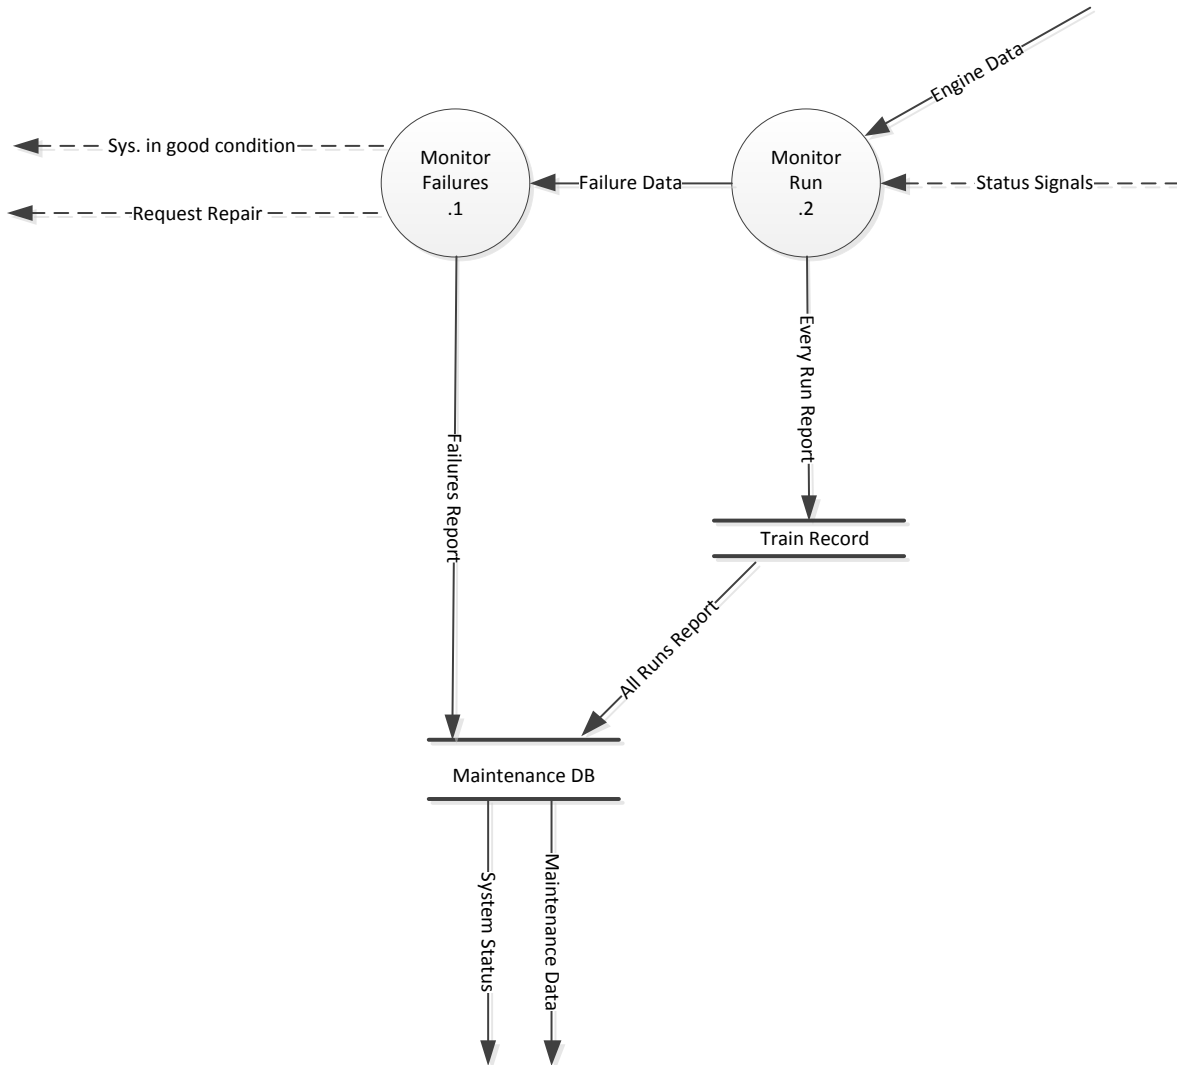 Engine Data
Sys. in good condition
Monitor
Failures
.1
Failure Data
Monitor
Run
.2
Status Signals
Request Repair
Every Run Report
Failures Report
Train Record
All Runs Report
Maintenance DB
System Status
Maintenance Data